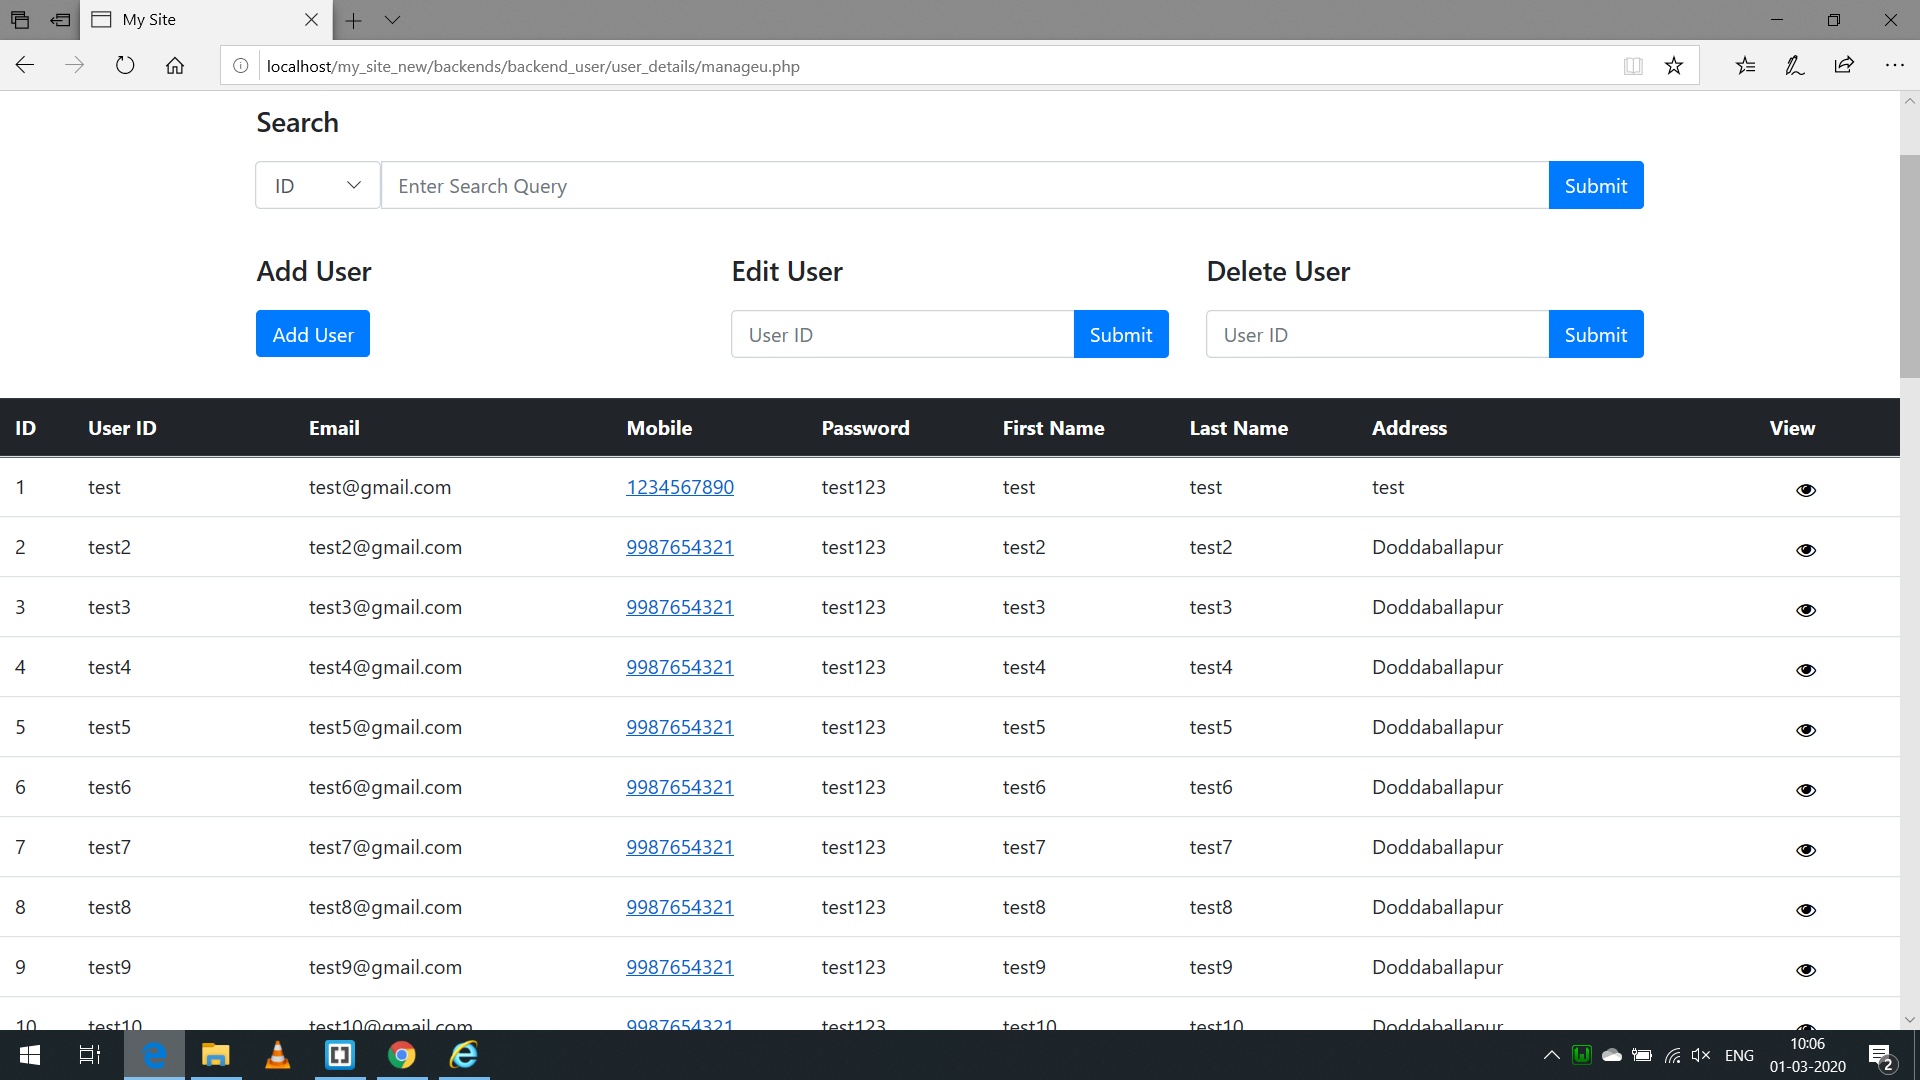 My Site
localhost/my_site_new/backends/backend_user/user_details/manageu.php
Search
ID Enter Search Query Submit
Add User Edit User Delete User
Add User User ID Submit User ID Submit
ID User ID Email Mobile Password First Name Last Name Address View
1 test test@gmail.com 1234567890 test123 test test test
2 test2 test2@gmail.com 9987654321 test123 test2 test2 Doddaballapur
3 test3 test3@gmail.com 9987654321 test123 test3 test3 Doddaballapur
4 test4 test4@gmail.com 9987654321 test123 test4 test4 Doddaballapur
5 test5 test5@gmail.com 9987654321 test123 test5 test5 Doddaballapur
6 test6 test6@gmail.com 9987654321 test123 test6 test6 Doddaballapur
7 test7 test7@gmail.com 9987654321 test123 test7 test7 Doddaballapur
8 test8 test8@gmail.com 9987654321 test123 test8 test8 Doddaballapur
9 test9 test9@gmail.com 9987654321 test123 test9 test9 Doddaballapur
10 test10 test10@gmail.com 9987654321 test123 test10 test10 Doddaballapur
ENG 10:06
01-03-2020 2